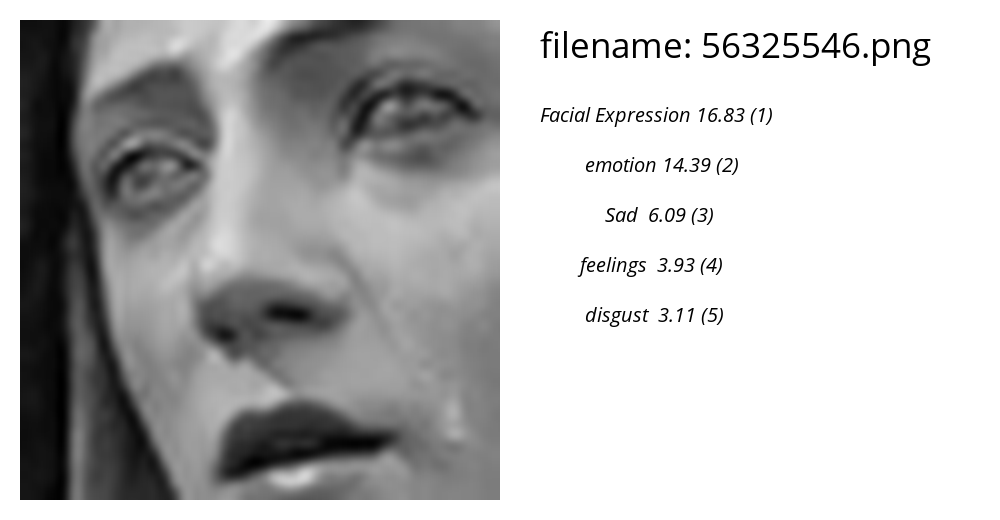 filename: 56325546.png
Facial Expression 16.83 (1)
emotion 14.39 (2)
Sad 6.09 (3)
feelings 3.93 (4)
disgust 3.11 (5)